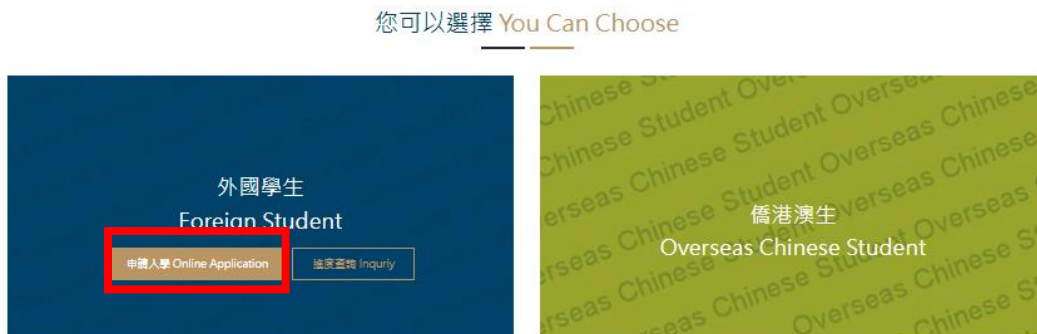 您可以選擇 You Can Choose
外國學生
Foreign Student
申請入學 Online Application
進度查詢 Inquriy
僑港澳生
Overseas Chinese Student